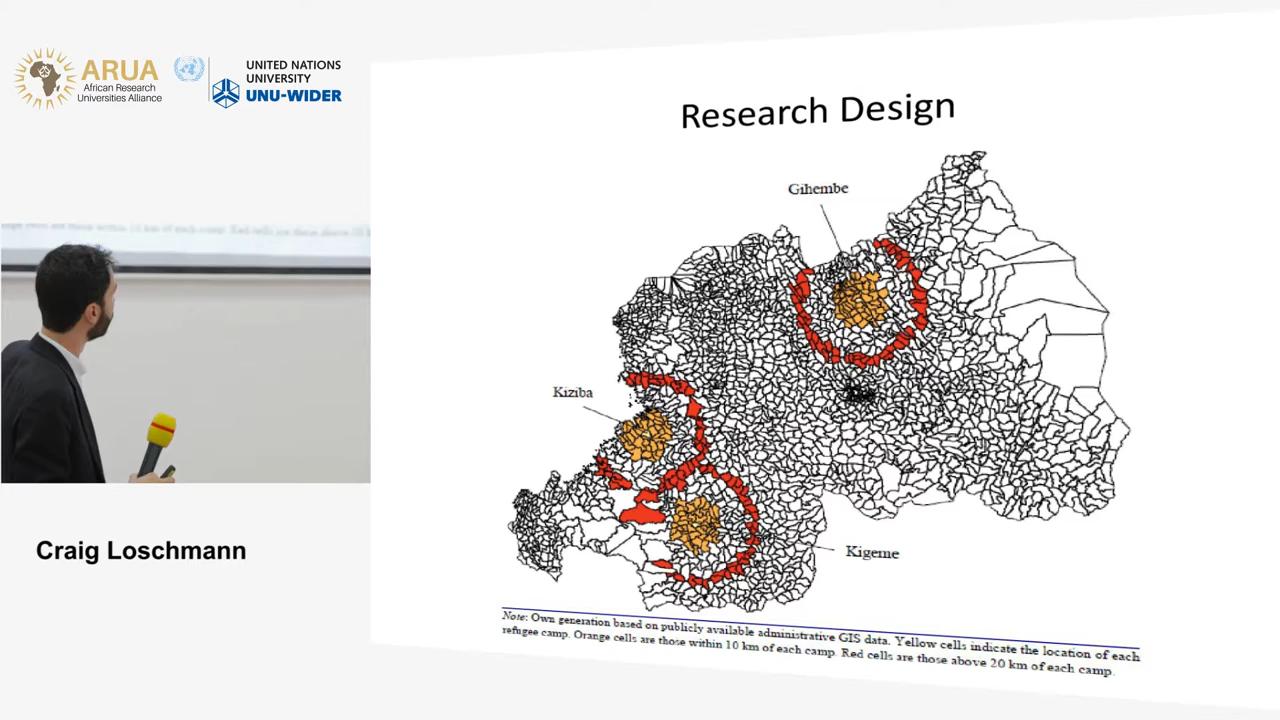 ARUA
African Research
Universities Alliance
UNITED NATIONS
UNIVERSITY
UNU-WIDER
Research Design
Gihembe
Kiziba
Kigeme
Note: Own generation based on publicly available administrative GIS data. Yellow cells indicate the location of each
refugee camp. Orange cells are those within 10 km of each camp. Red cells are those above 20 km of each camp.
Craig Loschmann